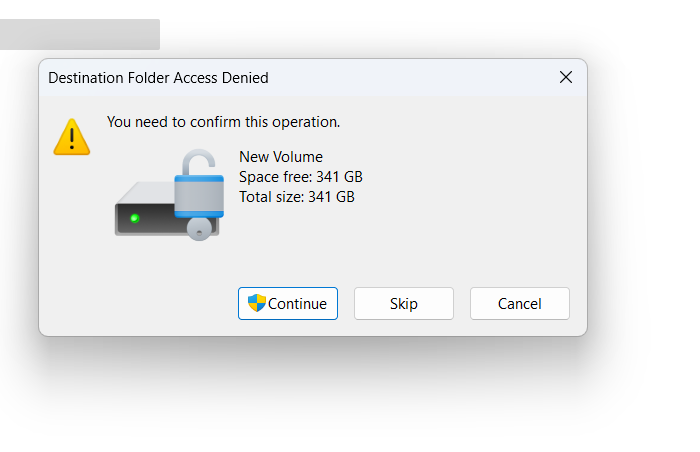 Destination Folder Access Denied
You need to confirm this operation.
New Volume
Space free: 341 GB
Total size: 341 GB
Continue
Skip
Cancel